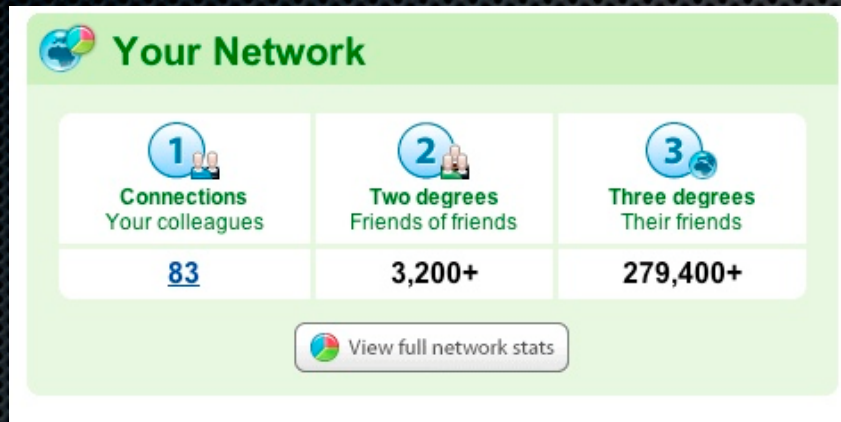 Your Network
1
Connections
Your colleagues
83
2
Two degrees
Friends of friends
3,200+
3
Three degrees
Their friends
279,400+
View full network stats